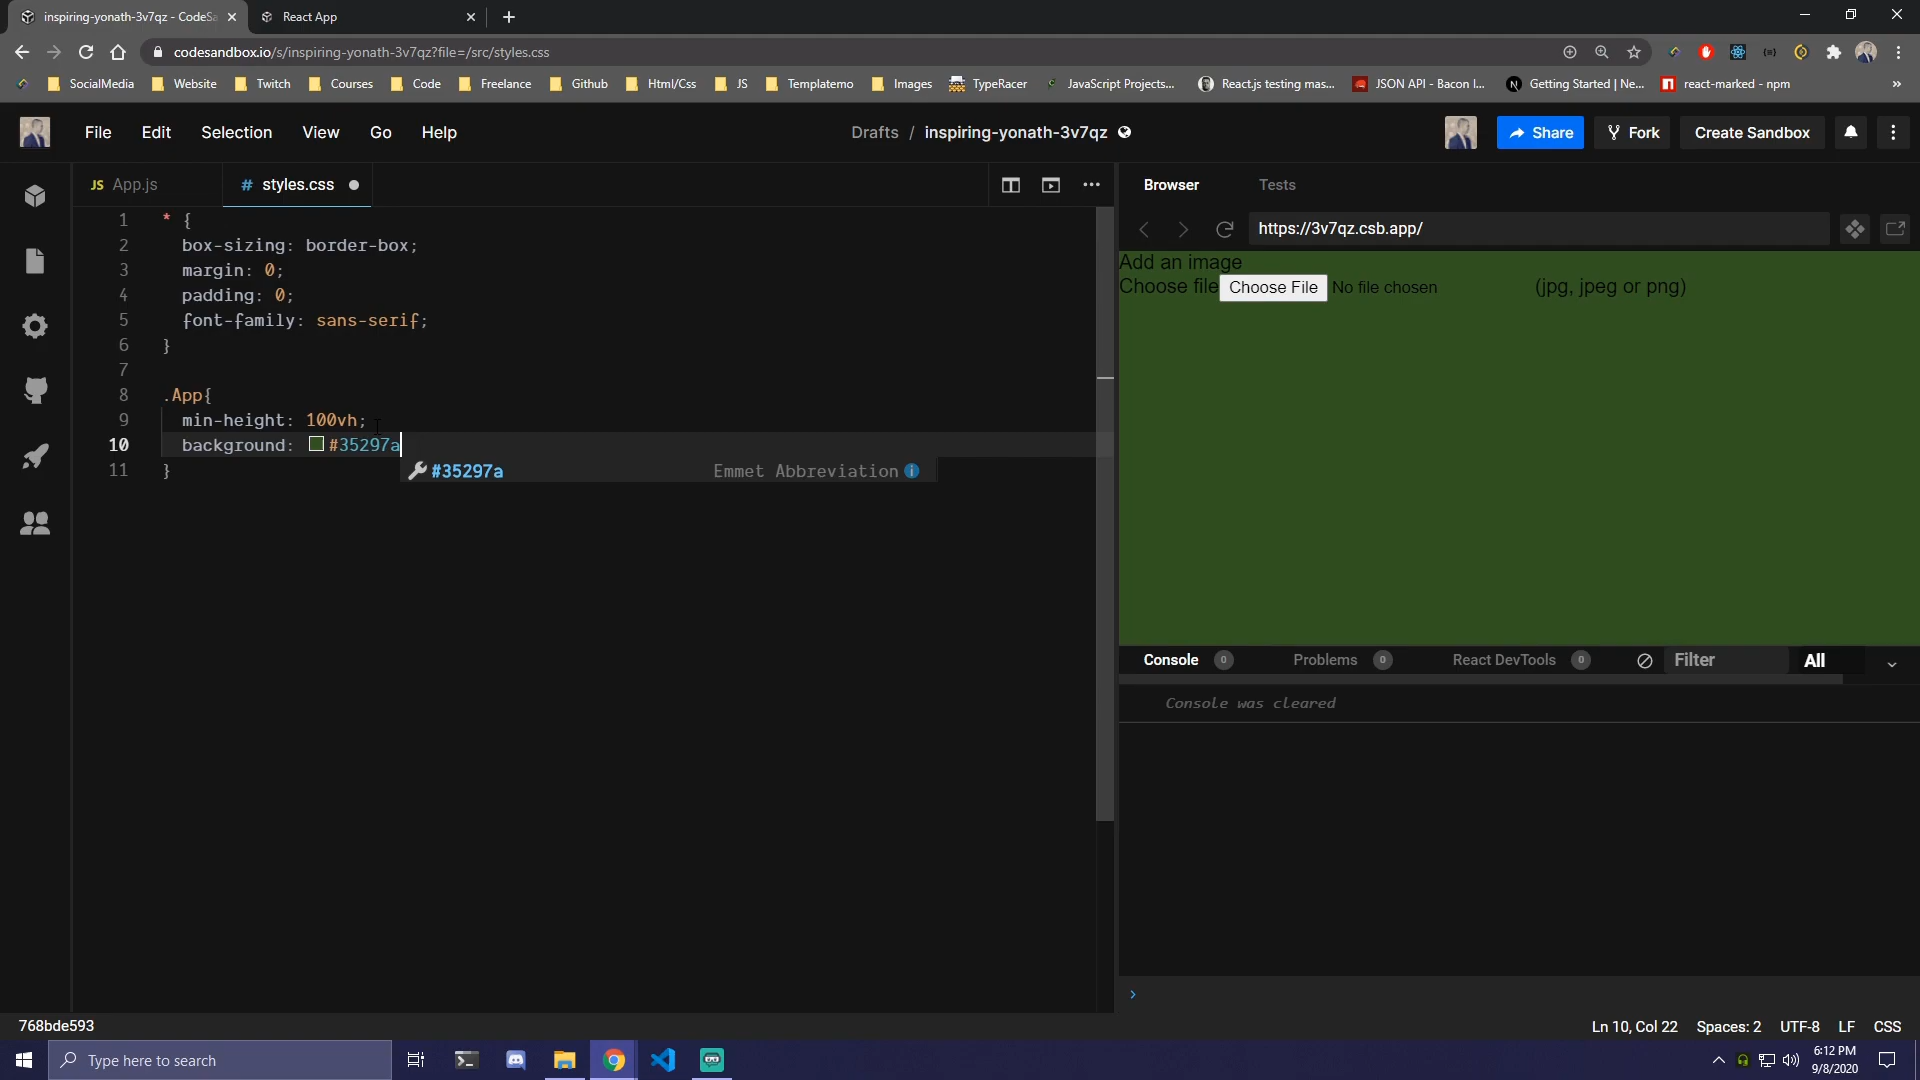 inspiring-yonath-3v7qz - CodeSa
React App
codesandbox.io/s/inspiring-yonath-3v7qz?file=/src/styles.css
SocialMedia
Website
Twitch
Courses
Code
Freelance
Github
Html/Css
JS
Templatemo
Images
TypeRacer
JavaScript Projects...
React.js testing mas...
JSON API - Bacon I...
Getting Started | Ne...
react-marked - npm
»
File
Edit
Selection
View
Go
Help
Drafts / inspiring-yonath-3v7qz
Share
Fork
Create Sandbox
JS App.js
# styles.css
1 * {
2 box-sizing: border-box;
3 margin: 0;
4 padding: 0;
5 font-family: sans-serif;
6 }
7
8 .App{
9 min-height: 100vh;
10 background: #35297a
11 }
#35297a Emmet Abbreviation
Browser
Tests
https://3v7qz.csb.app/
Add an image
Choose file Choose File No file chosen (jpg, jpeg or png)
Console 0
Problems 0
React DevTools 0
Filter
All
Console was cleared
›
768bde593
Ln 10, Col 22
Spaces: 2
UTF-8
LF
CSS
Type here to search
6:12 PM
9/8/2020